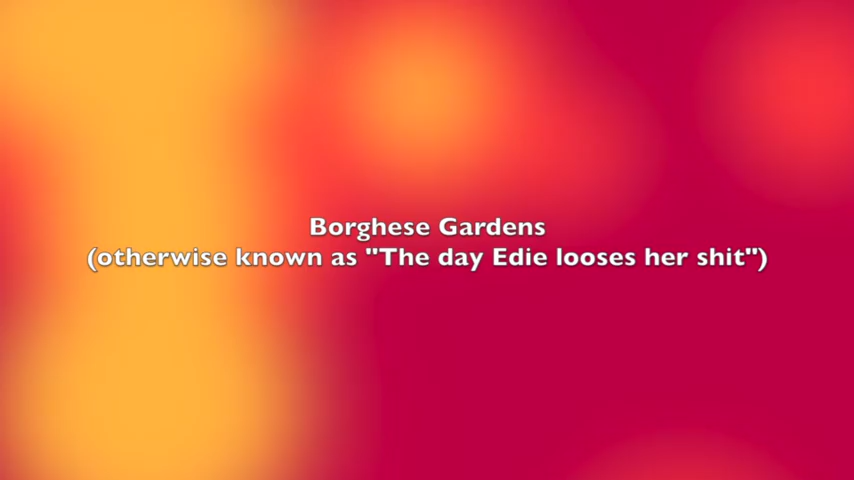 Borghese Gardens
(otherwise known as "The day Edie looses her shit")